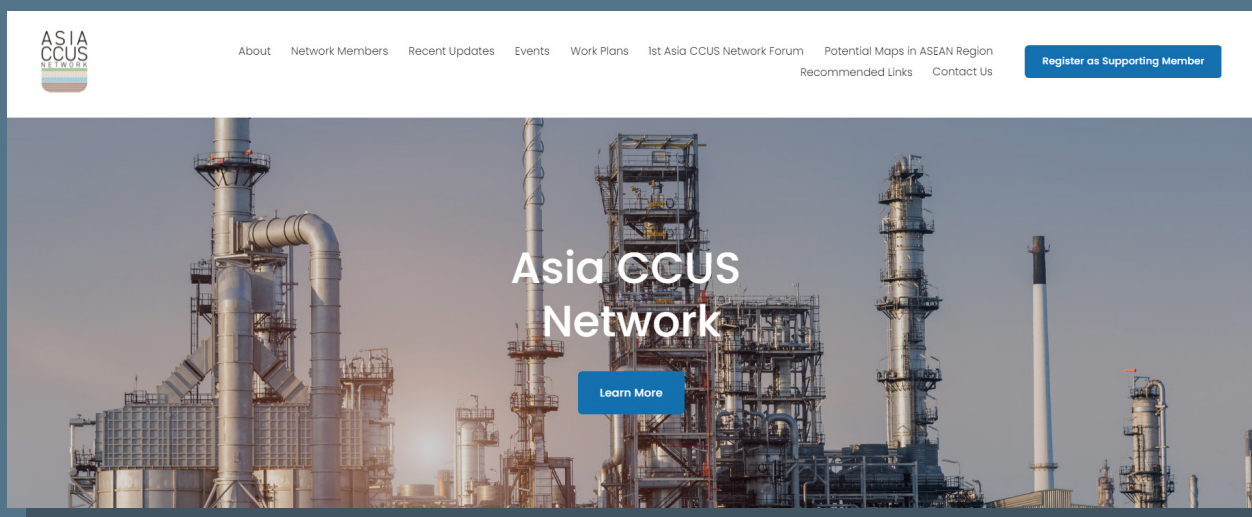 ASIA
CCUS
NETWORK
About Network Members Recent Updates Events Work Plans 1st Asia CCUS Network Forum Potential Maps in ASEAN Region
Recommended Links Contact Us
Register as Supporting Member
Asia CCUS
Network
Learn More